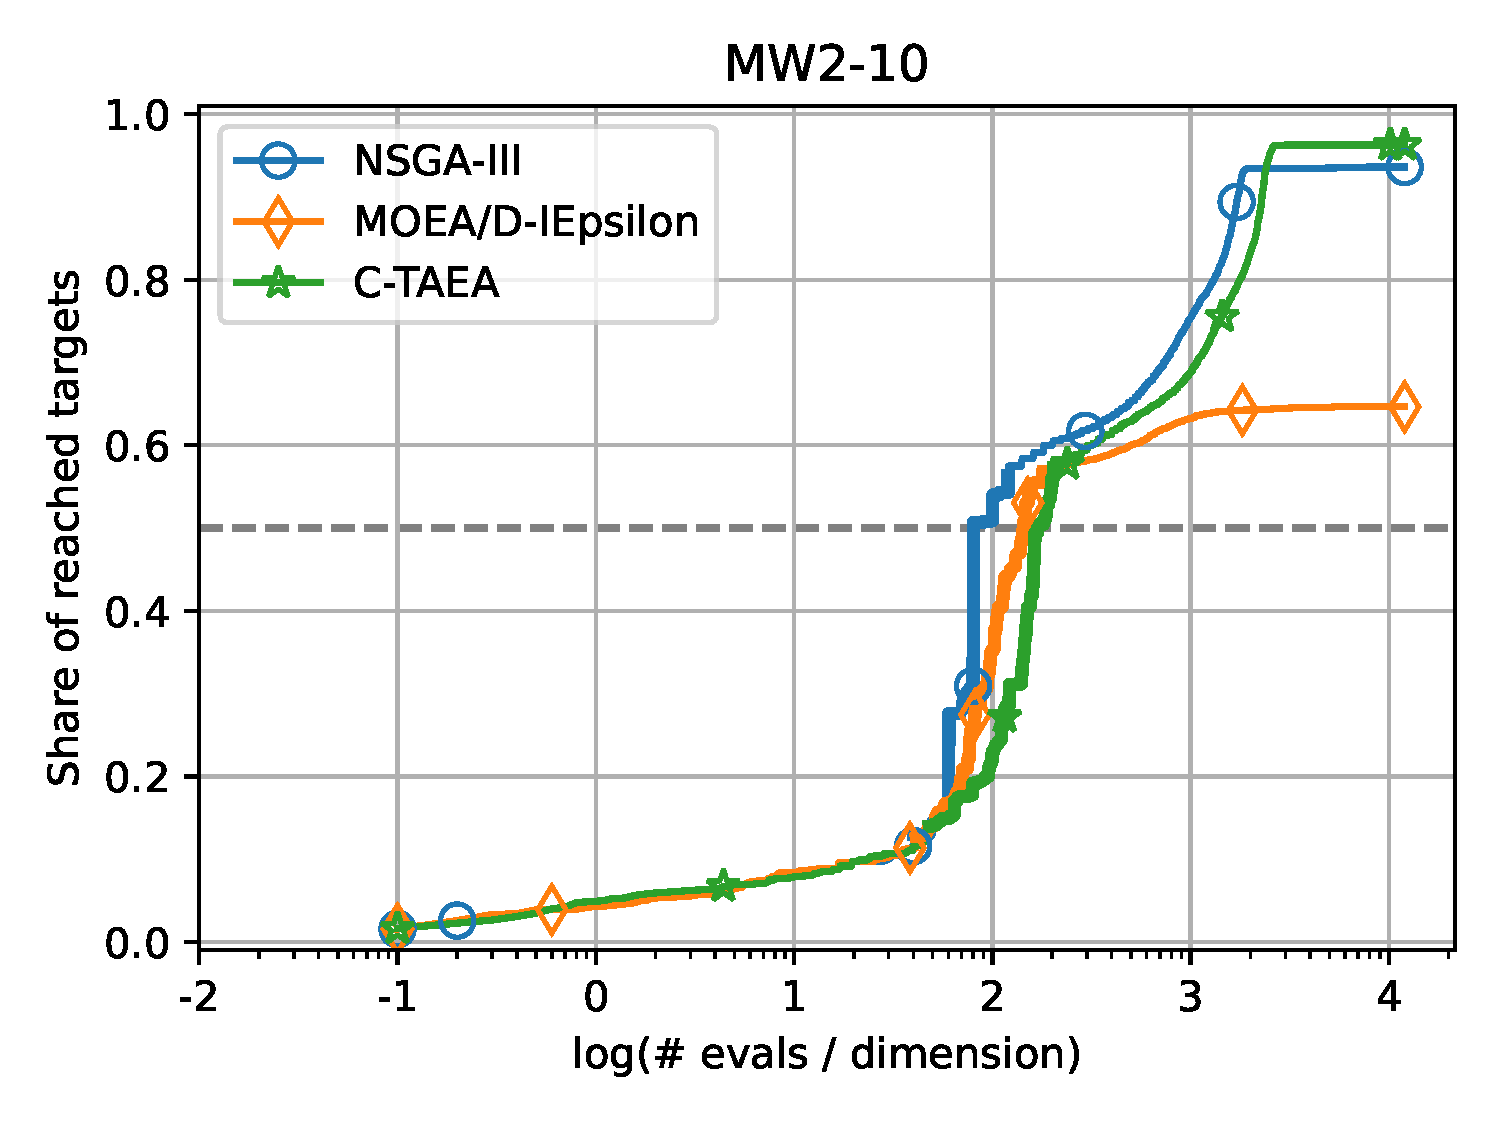 MW2-10
1.0
0.8
0.6
0.4
0.2
0.0
Share of reached targets
NSGA-III
MOEA/D-IEpsilon
C-TAEA
-2 -1 0 1 2 3 4
log(# evals / dimension)